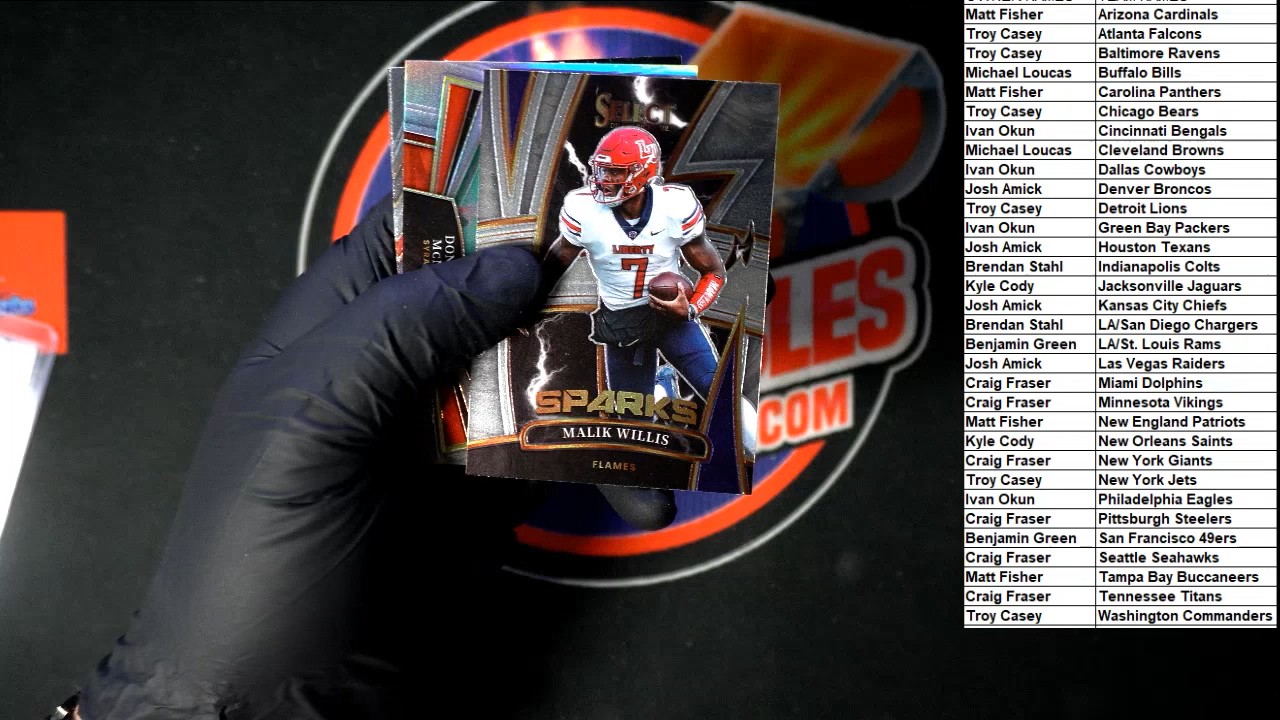 SELECT
LIBERTY
7
SPARKS
MALIK WILLIS
FLAMES
DON
LES
.COM
Matt Fisher Arizona Cardinals
Troy Casey Atlanta Falcons
Troy Casey Baltimore Ravens
Michael Loucas Buffalo Bills
Matt Fisher Carolina Panthers
Troy Casey Chicago Bears
Ivan Okun Cincinnati Bengals
Michael Loucas Cleveland Browns
Ivan Okun Dallas Cowboys
Josh Amick Denver Broncos
Troy Casey Detroit Lions
Ivan Okun Green Bay Packers
Josh Amick Houston Texans
Brendan Stahl Indianapolis Colts
Kyle Cody Jacksonville Jaguars
Josh Amick Kansas City Chiefs
Brendan Stahl LA/San Diego Chargers
Benjamin Green LA/St. Louis Rams
Josh Amick Las Vegas Raiders
Craig Fraser Miami Dolphins
Craig Fraser Minnesota Vikings
Matt Fisher New England Patriots
Kyle Cody New Orleans Saints
Craig Fraser New York Giants
Troy Casey New York Jets
Ivan Okun Philadelphia Eagles
Craig Fraser Pittsburgh Steelers
Benjamin Green San Francisco 49ers
Craig Fraser Seattle Seahawks
Matt Fisher Tampa Bay Buccaneers
Craig Fraser Tennessee Titans
Troy Casey Washington Commanders